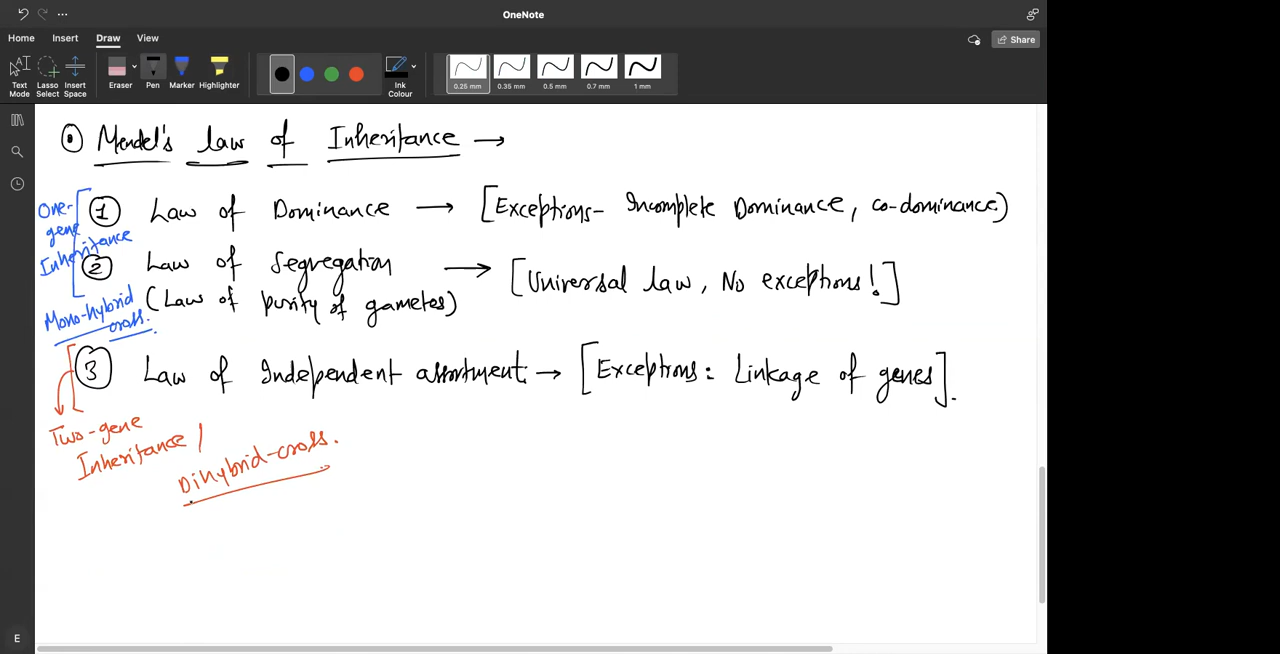 OneNote
Home Insert Draw View
Share
Text Mode
Lasso Select
Insert Space
Eraser
Pen
Marker
Highlighter
Ink Colour
0.25 mm
0.35 mm
0.5 mm
0.7 mm
1 mm
Mendel's law of Inheritance →
① Law of Dominance → [Exceptions- Incomplete Dominance, co-dominance)
One-
gene
Inheritance
② Law of Segregation → [Universal law, No exceptions!]
(Law of purity of gametes)
Mono-hybrid
cross.
③ Law of Independent assortment: → [Exceptions: Linkage of genes].
Two-gene
Inheritance /
Dihybrid-cross.
E